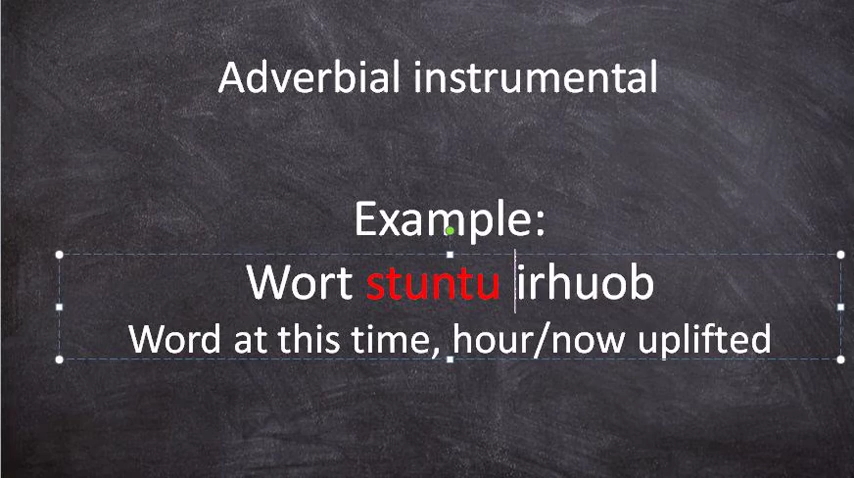 Adverbial instrumental
Example:
Wort stuntu irhuob
Word at this time, hour/now uplifted